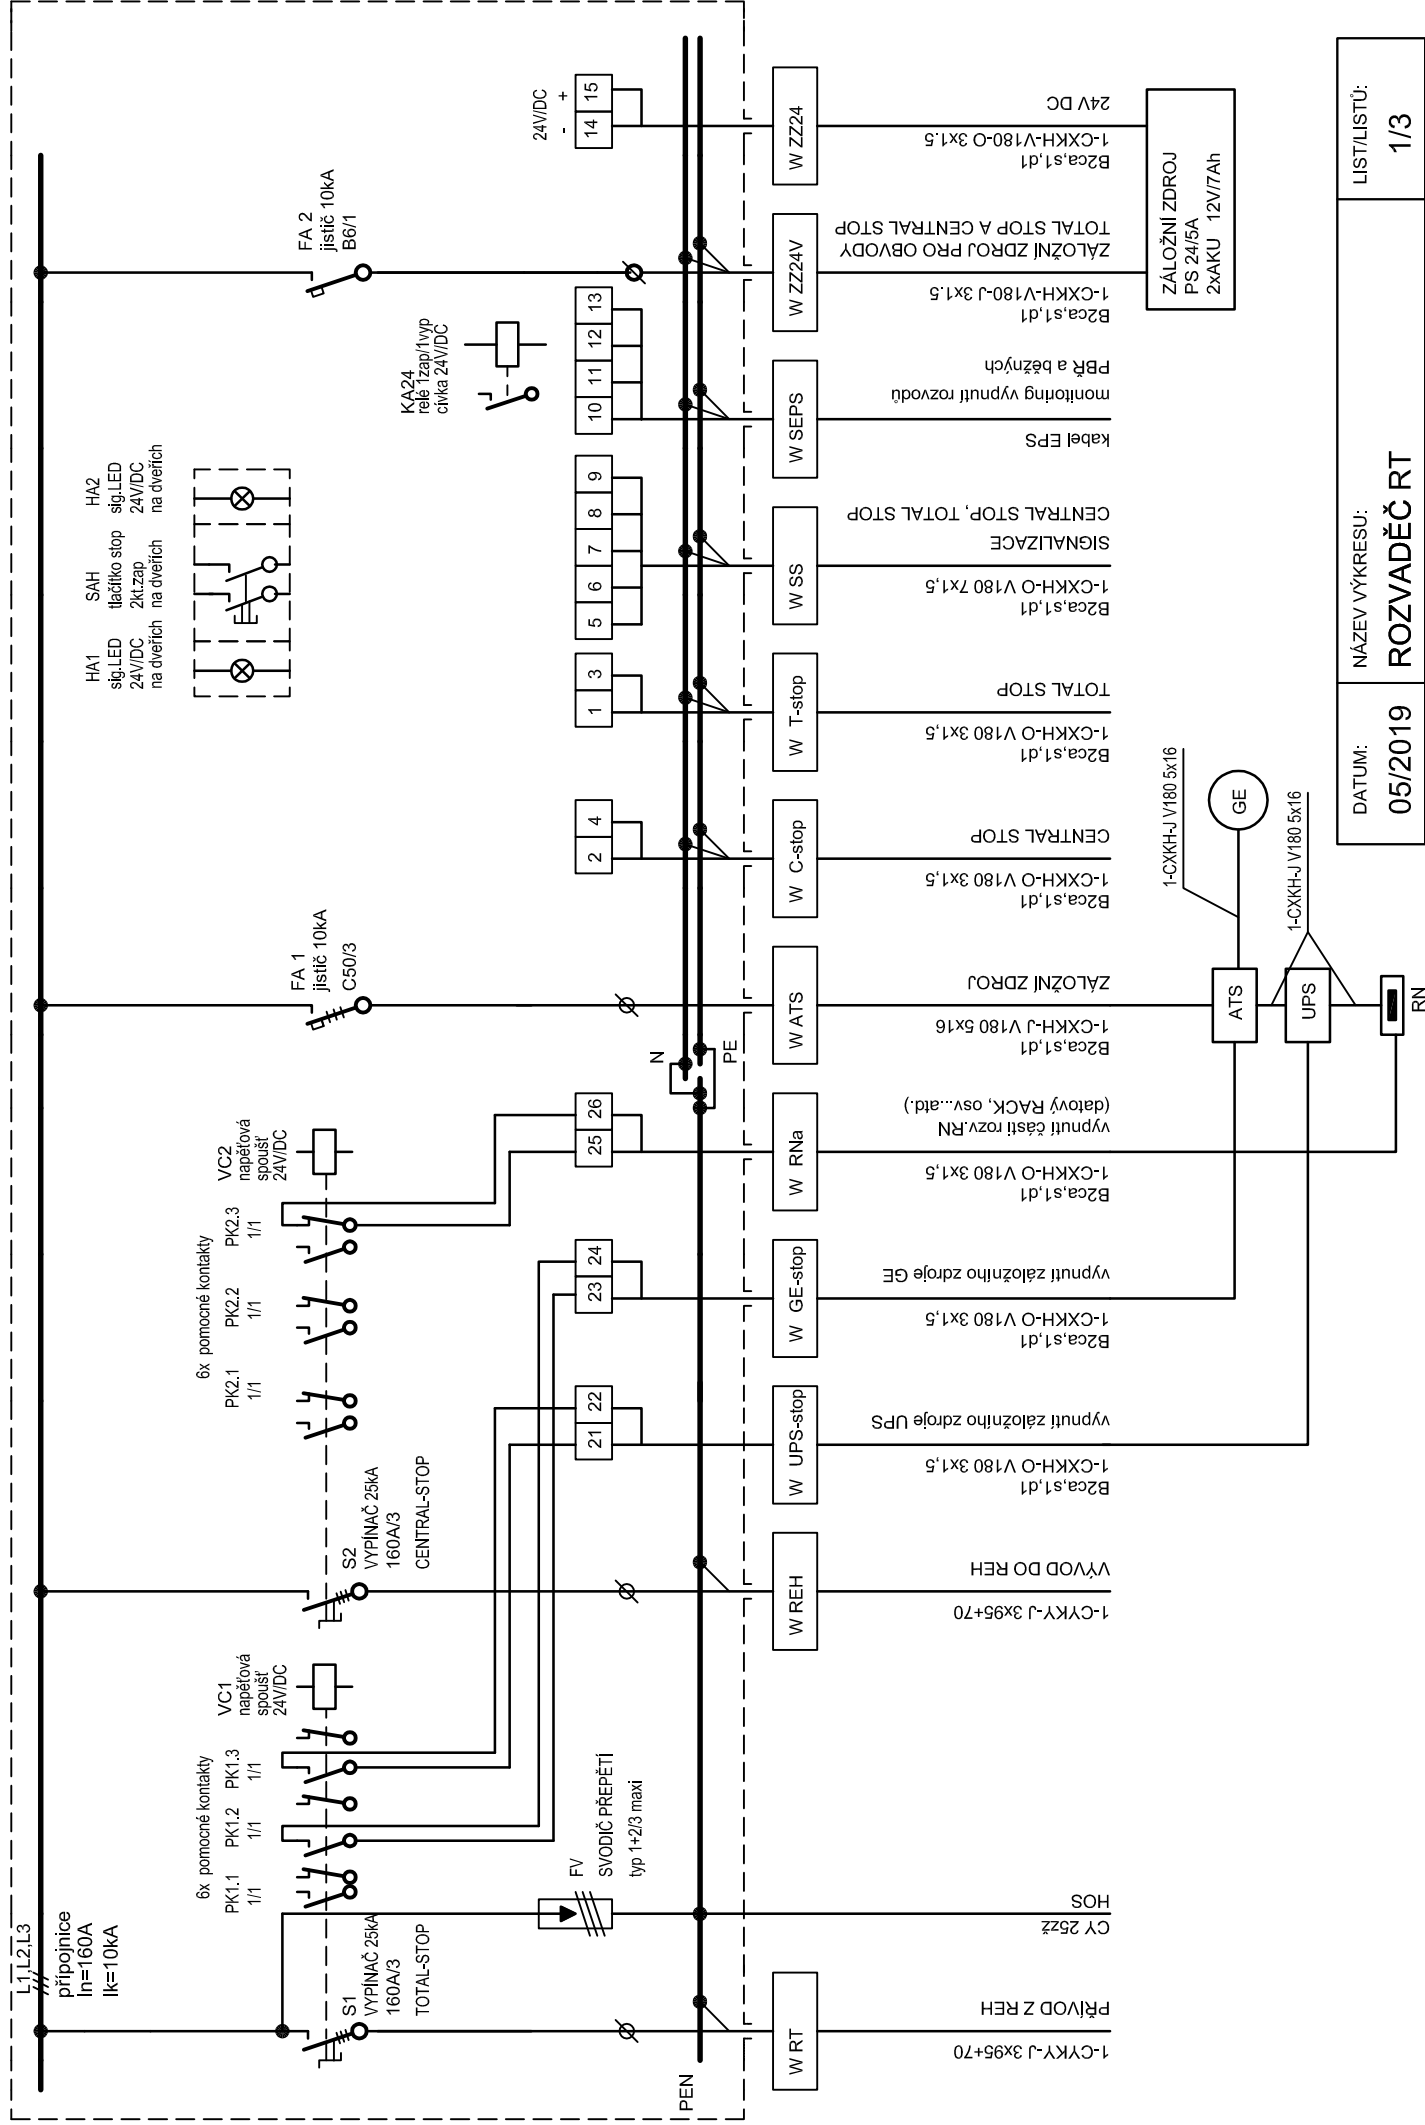 L1,L2,L3
přípojnice
In=160A
Ik=10kA
S1
VYPÍNAČ 25kA
160A/3
TOTAL-STOP
6x pomocné kontakty
PK1.1
1/1
PK1.2
1/1
PK1.3
1/1
VC1
napěťová
spoušť
24V/DC
S2
VYPÍNAČ 25kA
160A/3
CENTRAL-STOP
6x pomocné kontakty
PK2.1
1/1
PK2.2
1/1
PK2.3
1/1
VC2
napěťová
spoušť
24V/DC
FA 1
jistič 10kA
C50/3
HA1
sig.LED
24V/DC
na dveřích
SAH
tlačítko stop
2kt.zap
na dveřích
HA2
sig.LED
24V/DC
na dveřích
KA24
relé 1zap/1vyp
cívka 24V/DC
FA 2
jistič 10kA
B6/1
24V/DC
- +
FV
SVODIČ PŘEPĚTÍ
typ 1+2/3 maxi
21 22
23 24
25 26
2 4
1 3
5 6 7 8 9
10 11 12 13
14 15
PEN
N
PE
W RT
W REH
W UPS-stop
W GE-stop
W RNa
W ATS
W C-stop
W T-stop
W SS
W SEPS
W ZZ24V
W ZZ24
PŘÍVOD Z REH
1-CYKY-J 3x95+70
HOS
CY 25zž
VÝVOD DO REH
1-CYKY-J 3x95+70
vypnutí záložního zdroje UPS
1-CXKH-O V180 3x1,5
B2ca,s1,d1
vypnutí záložního zdroje GE
1-CXKH-O V180 3x1,5
B2ca,s1,d1
vypnutí části rozv.RN
(datový RACK, osv...atd.)
1-CXKH-O V180 3x1,5
B2ca,s1,d1
ZÁLOŽNÍ ZDROJ
1-CXKH-J V180 5x16
B2ca,s1,d1
CENTRAL STOP
1-CXKH-O V180 3x1,5
B2ca,s1,d1
TOTAL STOP
1-CXKH-O V180 3x1,5
B2ca,s1,d1
SIGNALIZACE
CENTRAL STOP, TOTAL STOP
1-CXKH-O V180 7x1,5
B2ca,s1,d1
kabel EPS
monitoring vypnutí rozvodů
PBŘ a běžných
ZÁLOŽNÍ ZDROJ PRO OBVODY
TOTAL STOP A CENTRAL STOP
1-CXKH-V180-J 3x1.5
B2ca,s1,d1
24V DC
1-CXKH-V180-O 3x1.5
B2ca,s1,d1
ZÁLOŽNÍ ZDROJ
PS 24/5A
2xAKU 12V/7Ah
ATS
UPS
RN
GE
1-CXKH-J V180 5x16
1-CXKH-J V180 5x16
DATUM:
05/2019
NÁZEV VÝKRESU:
ROZVADĚČ RT
LIST/LISTŮ:
1/3